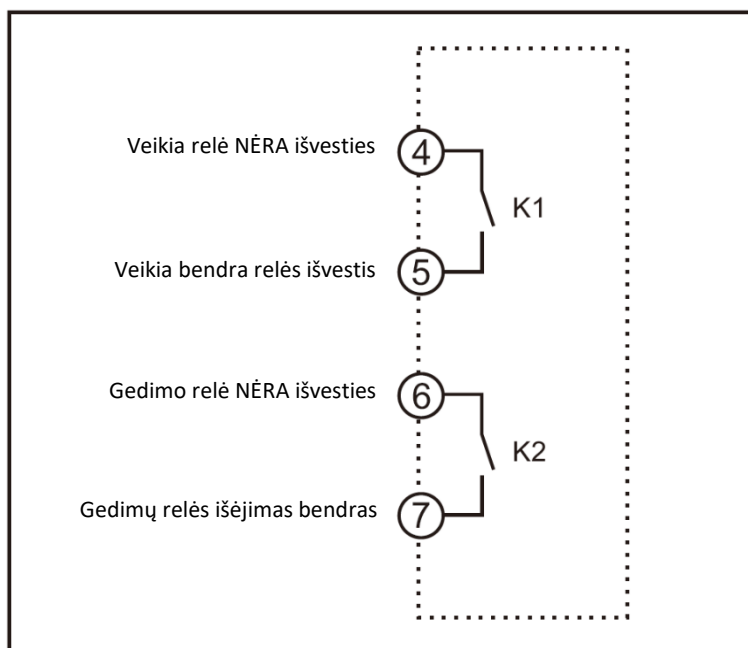 Veikia relė NĖRA išvesties
4
K1
Veikia bendra relės išvestis
5
Gedimo relė NĖRA išvesties
6
K2
Gedimų relės išėjimas bendras
7